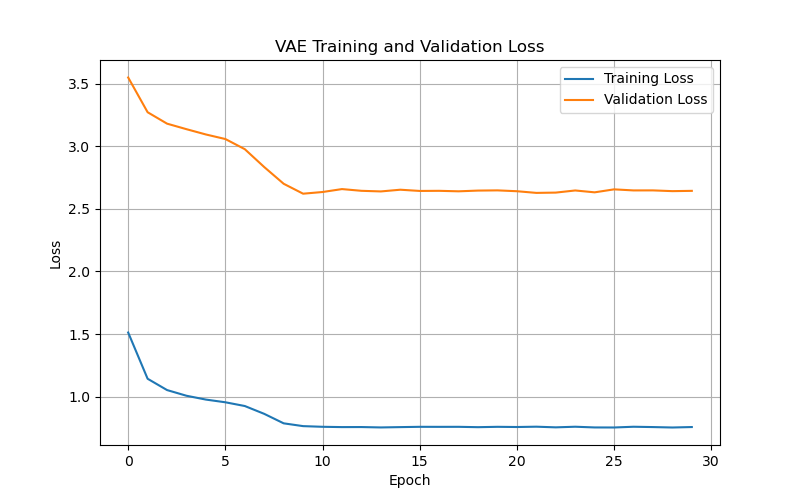 VAE Training and Validation Loss
Training Loss
Validation Loss
3.5
3.0
2.5
2.0
1.5
1.0
Loss
0 5 10 15 20 25 30
Epoch